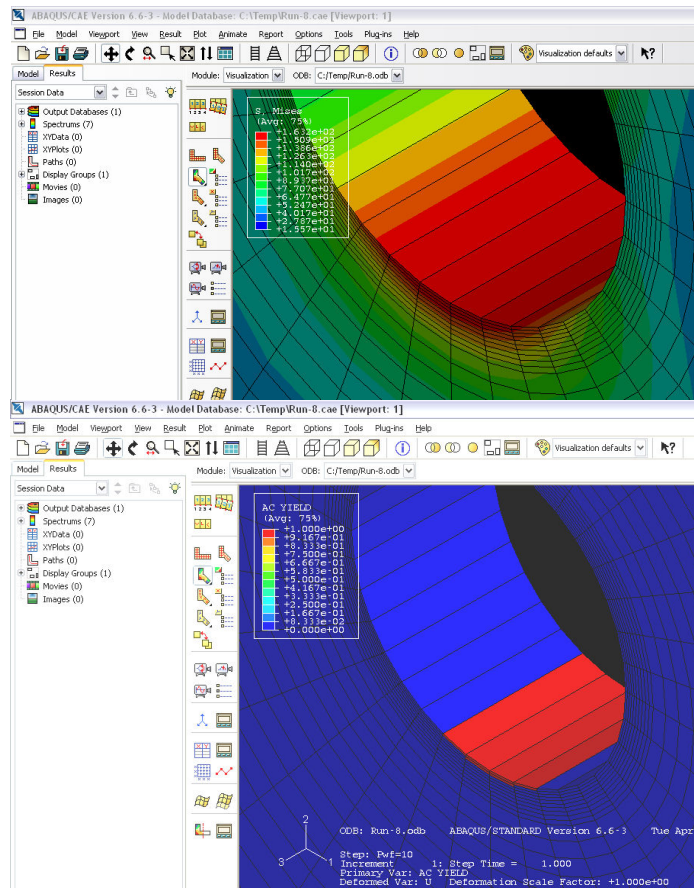 ABAQUS/CAE Version 6.6-3 - Model Database: C:\Temp\Run-8.cae [Viewport: 1]
File Model Viewport View Result Plot Animate Report Options Tools Plug-ins Help
Visualization defaults
Model Results Module: Visualization ODB: C:/Temp/Run-8.odb
Session Data
Output Databases (1)
Spectrums (7)
XYData (0)
XYPlots (0)
Paths (0)
Display Groups (1)
Movies (0)
Images (0)
1 2 3 4
S, Mises
(Avg: 75%)
+1.632e+02
+1.509e+02
+1.386e+02
+1.263e+02
+1.140e+02
+1.017e+02
+8.937e+01
+7.707e+01
+6.477e+01
+5.247e+01
+4.017e+01
+2.787e+01
+1.557e+01
ABAQUS/CAE Version 6.6-3 - Model Database: C:\Temp\Run-8.cae [Viewport: 1]
File Model Viewport View Result Plot Animate Report Options Tools Plug-ins Help
Visualization defaults
Model Results Module: Visualization ODB: C:/Temp/Run-8.odb
Session Data
Output Databases (1)
Spectrums (7)
XYData (0)
XYPlots (0)
Paths (0)
Display Groups (1)
Movies (0)
Images (0)
1 2 3 4
AC YIELD
(Avg: 75%)
+1.000e+00
+9.167e-01
+8.333e-01
+7.500e-01
+6.667e-01
+5.833e-01
+5.000e-01
+4.167e-01
+3.333e-01
+2.500e-01
+1.667e-01
+8.333e-02
+0.000e+00
2
3
1
ODB: Run-8.odb ABAQUS/STANDARD Version 6.6-3 Tue Apr
Step: Pwf=10
Increment 1: Step Time = 1.000
Primary Var: AC YIELD
Deformed Var: U Deformation Scale Factor: +1.000e+00